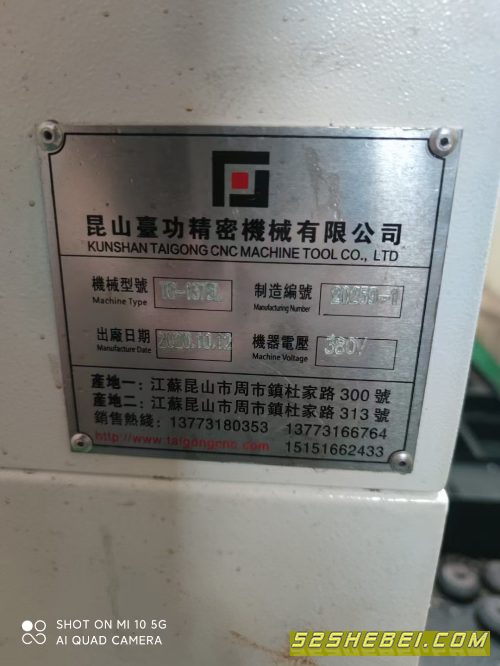 昆山臺功精密機械有限公司
KUNSHAN TAIGONG CNC MACHINE TOOL CO., LTD
機械型號 制造編號
Machine Type Manufacturing Number
出廠日期 2020.10.12 機器電壓 380V
Manufacture Date Machine Voltage
產地一：江蘇昆山市周市鎮杜家路 300 號
產地二：江蘇昆山市周市鎮杜家路 313 號
銷售熱綫：13773180353 13773166764
http://www.taigongcnc.com 15151662433
SHOT ON MI 10 5G
AI QUAD CAMERA
52SHEBEI.COM